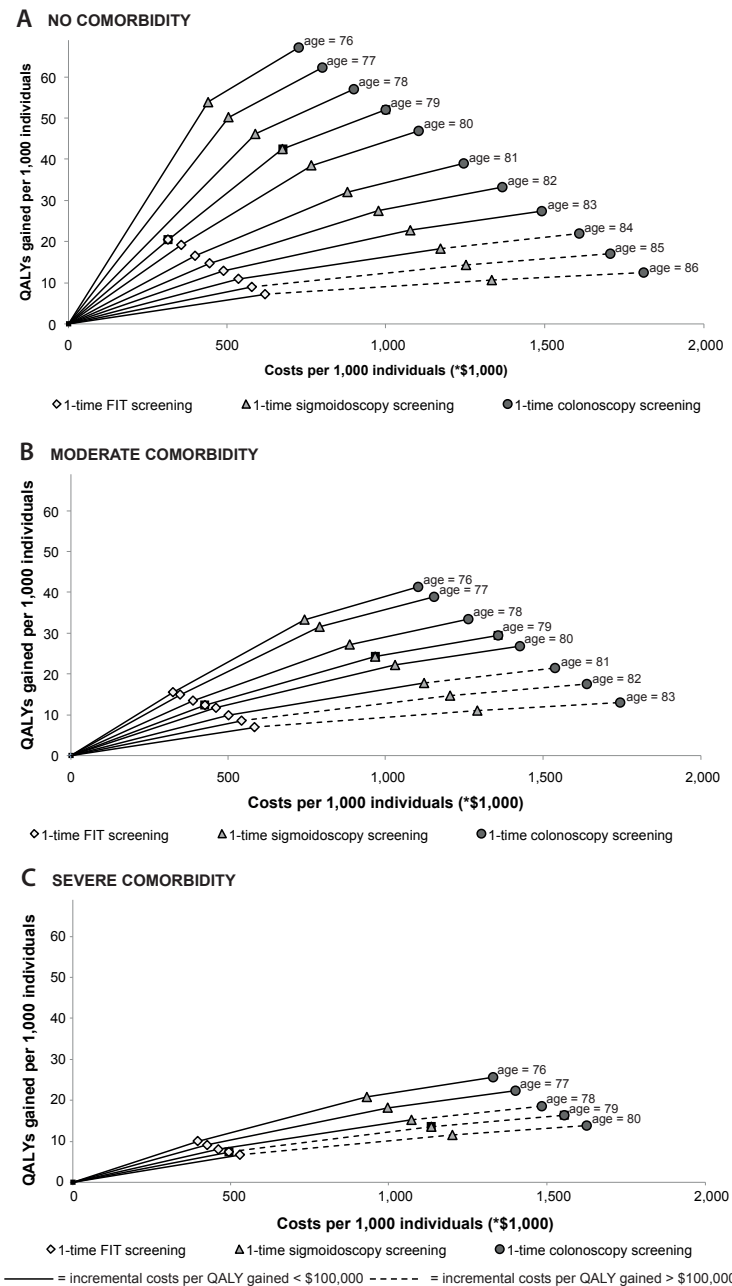 A NO COMORBIDITY
QALYs gained per 1,000 individuals
60
50
40
30
20
10
0
age = 76
age = 77
age = 78
age = 79
age = 80
age = 81
age = 82
age = 83
age = 84
age = 85
age = 86
0 500 1,000 1,500 2,000
Costs per 1,000 individuals (*$1,000)
1-time FIT screening 1-time sigmoidoscopy screening 1-time colonoscopy screening
B MODERATE COMORBIDITY
QALYs gained per 1,000 individuals
60
50
40
30
20
10
0
age = 76
age = 77
age = 78
age = 79
age = 80
age = 81
age = 82
age = 83
0 500 1,000 1,500 2,000
Costs per 1,000 individuals (*$1,000)
1-time FIT screening 1-time sigmoidoscopy screening 1-time colonoscopy screening
C SEVERE COMORBIDITY
QALYs gained per 1,000 individuals
60
50
40
30
20
10
0
age = 76
age = 77
age = 78
age = 79
age = 80
0 500 1,000 1,500 2,000
Costs per 1,000 individuals (*$1,000)
1-time FIT screening 1-time sigmoidoscopy screening 1-time colonoscopy screening
= incremental costs per QALY gained < $100,000 = incremental costs per QALY gained > $100,000